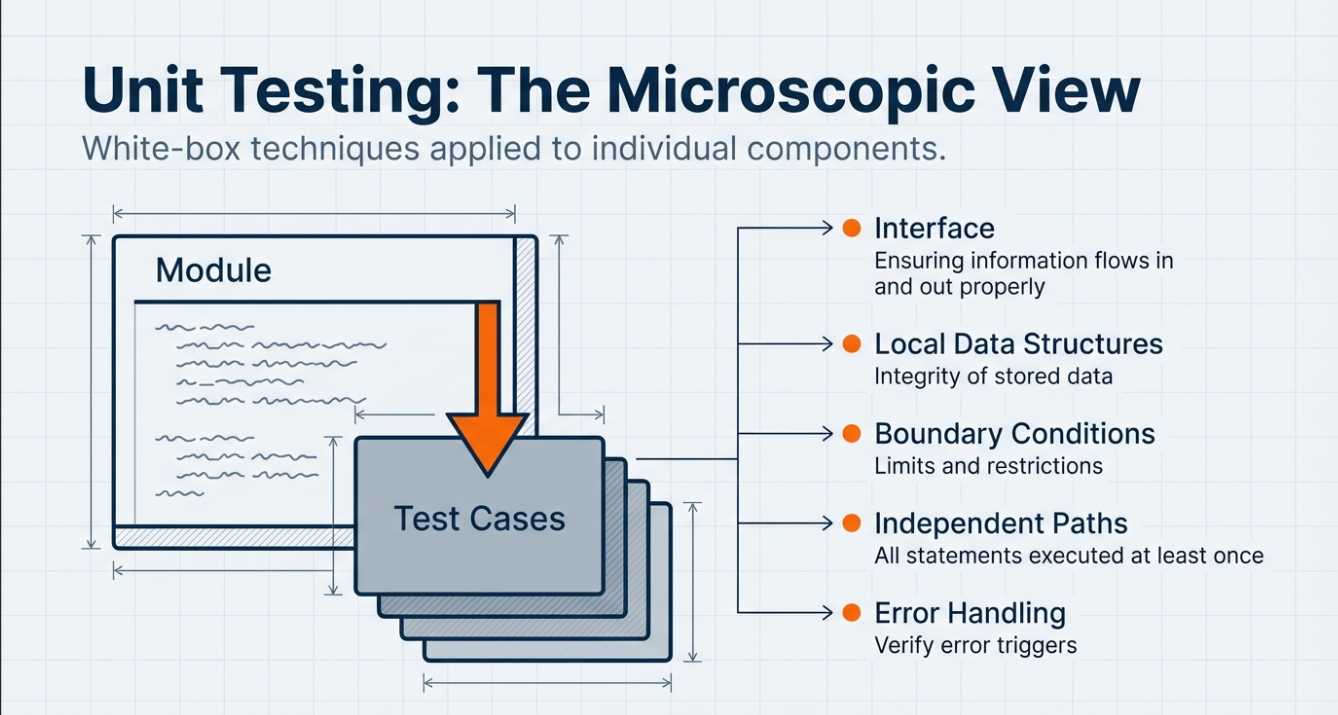 Unit Testing: The Microscopic View
White-box techniques applied to individual components.
Module
Test Cases
Interface
Ensuring information flows in
and out properly
Local Data Structures
Integrity of stored data
Boundary Conditions
Limits and restrictions
Independent Paths
All statements executed at least once
Error Handling
Verify error triggers